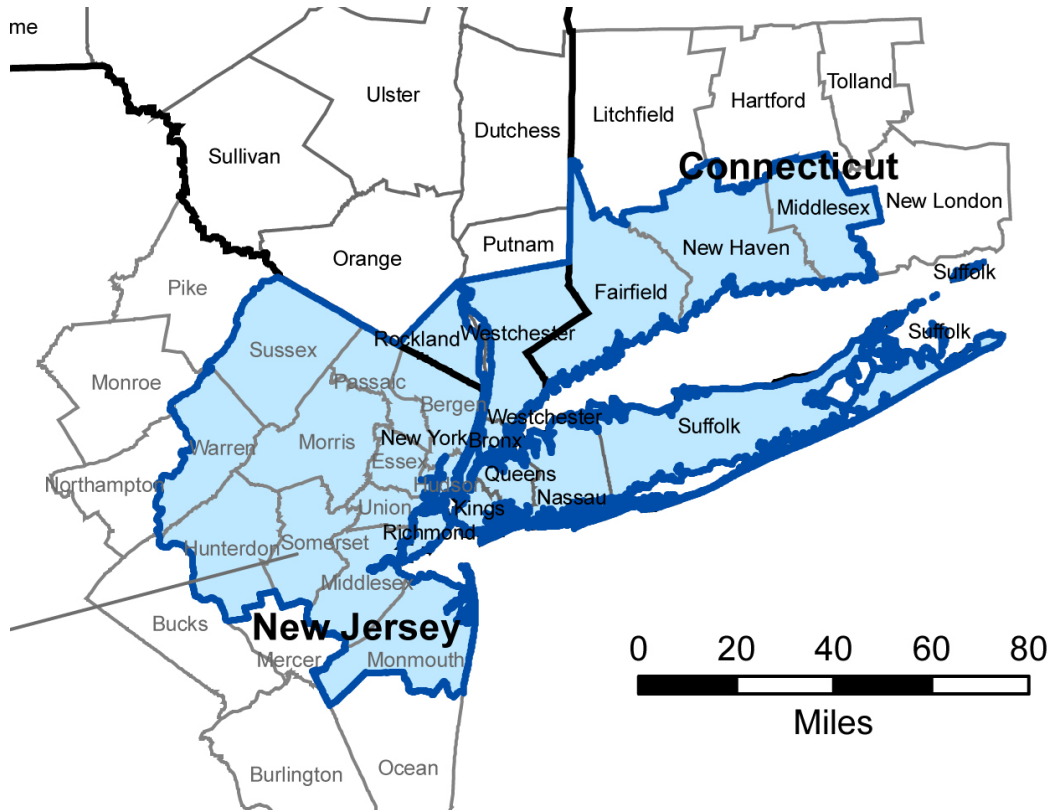 me
Ulster
Tolland
Hartford
Litchfield
Dutchess
Sullivan
Connecticut
New London
Middlesex
Putnam
New Haven
Orange
Suffolk
Pike
Fairfield
Suffolk
Rockland
Westchester
Sussex
Monroe
Passaic
Bergen
Westchester
Suffolk
Warren
Morris
New York
Bronx
Essex
Queens
Northampton
Hudson
Nassau
Union
Kings
Richmond
Hunterdon
Somerset
Middlesex
Bucks
New Jersey
Mercer
Monmouth
0 20 40 60 80
Miles
Burlington
Ocean